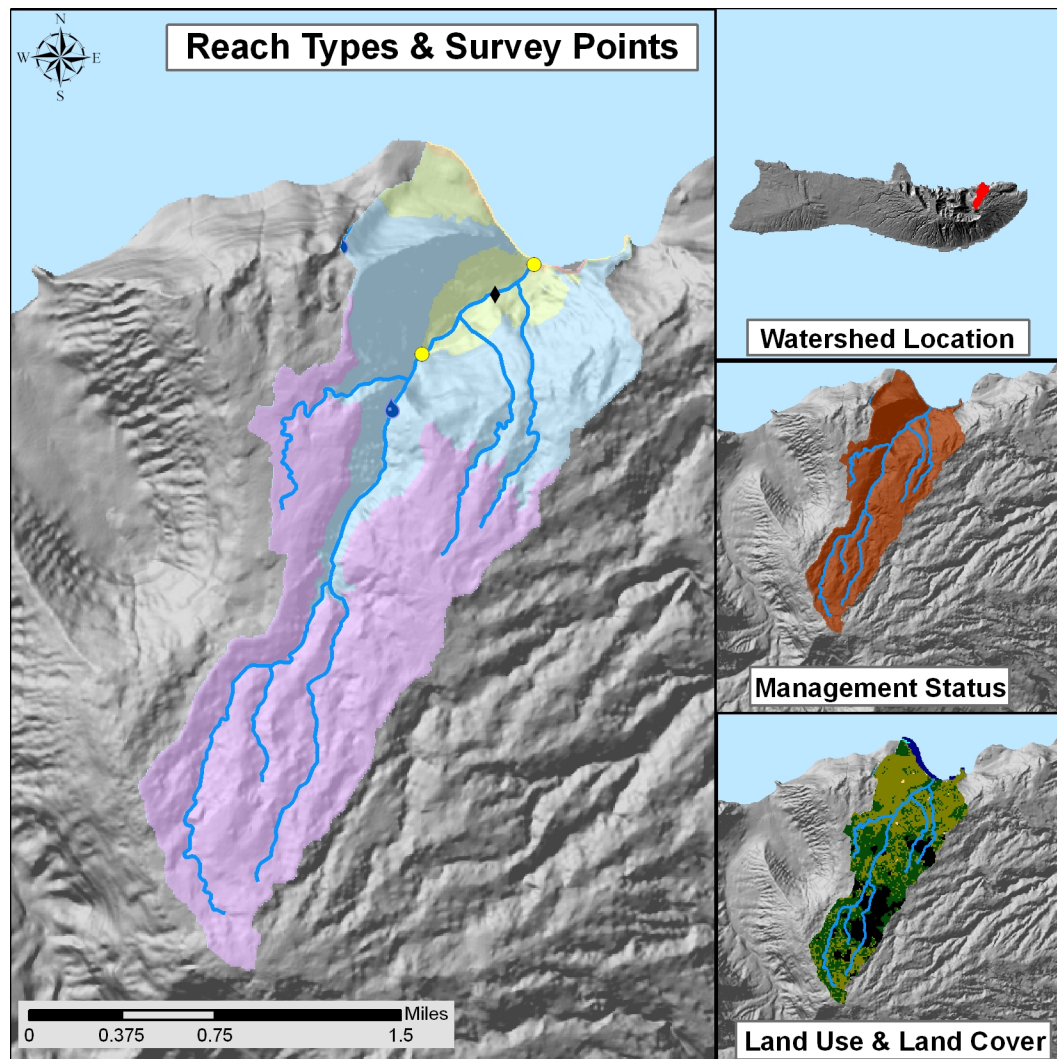 Reach Types & Survey Points
N
W E
S
Watershed Location
Management Status
Land Use & Land Cover
Miles
0 0.375 0.75 1.5